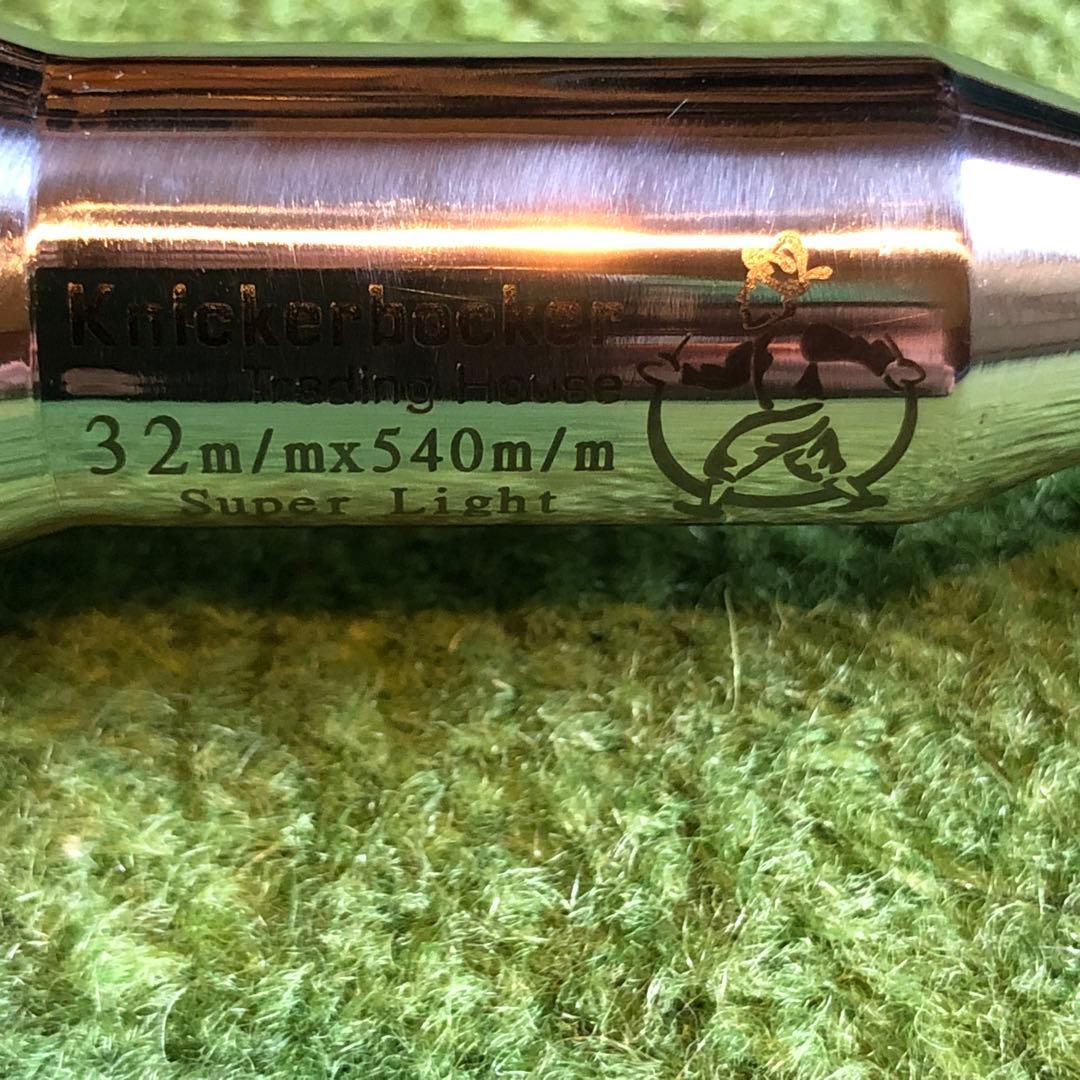 Knickerbocker
Trading House
32m/mx540m/m
Super Light